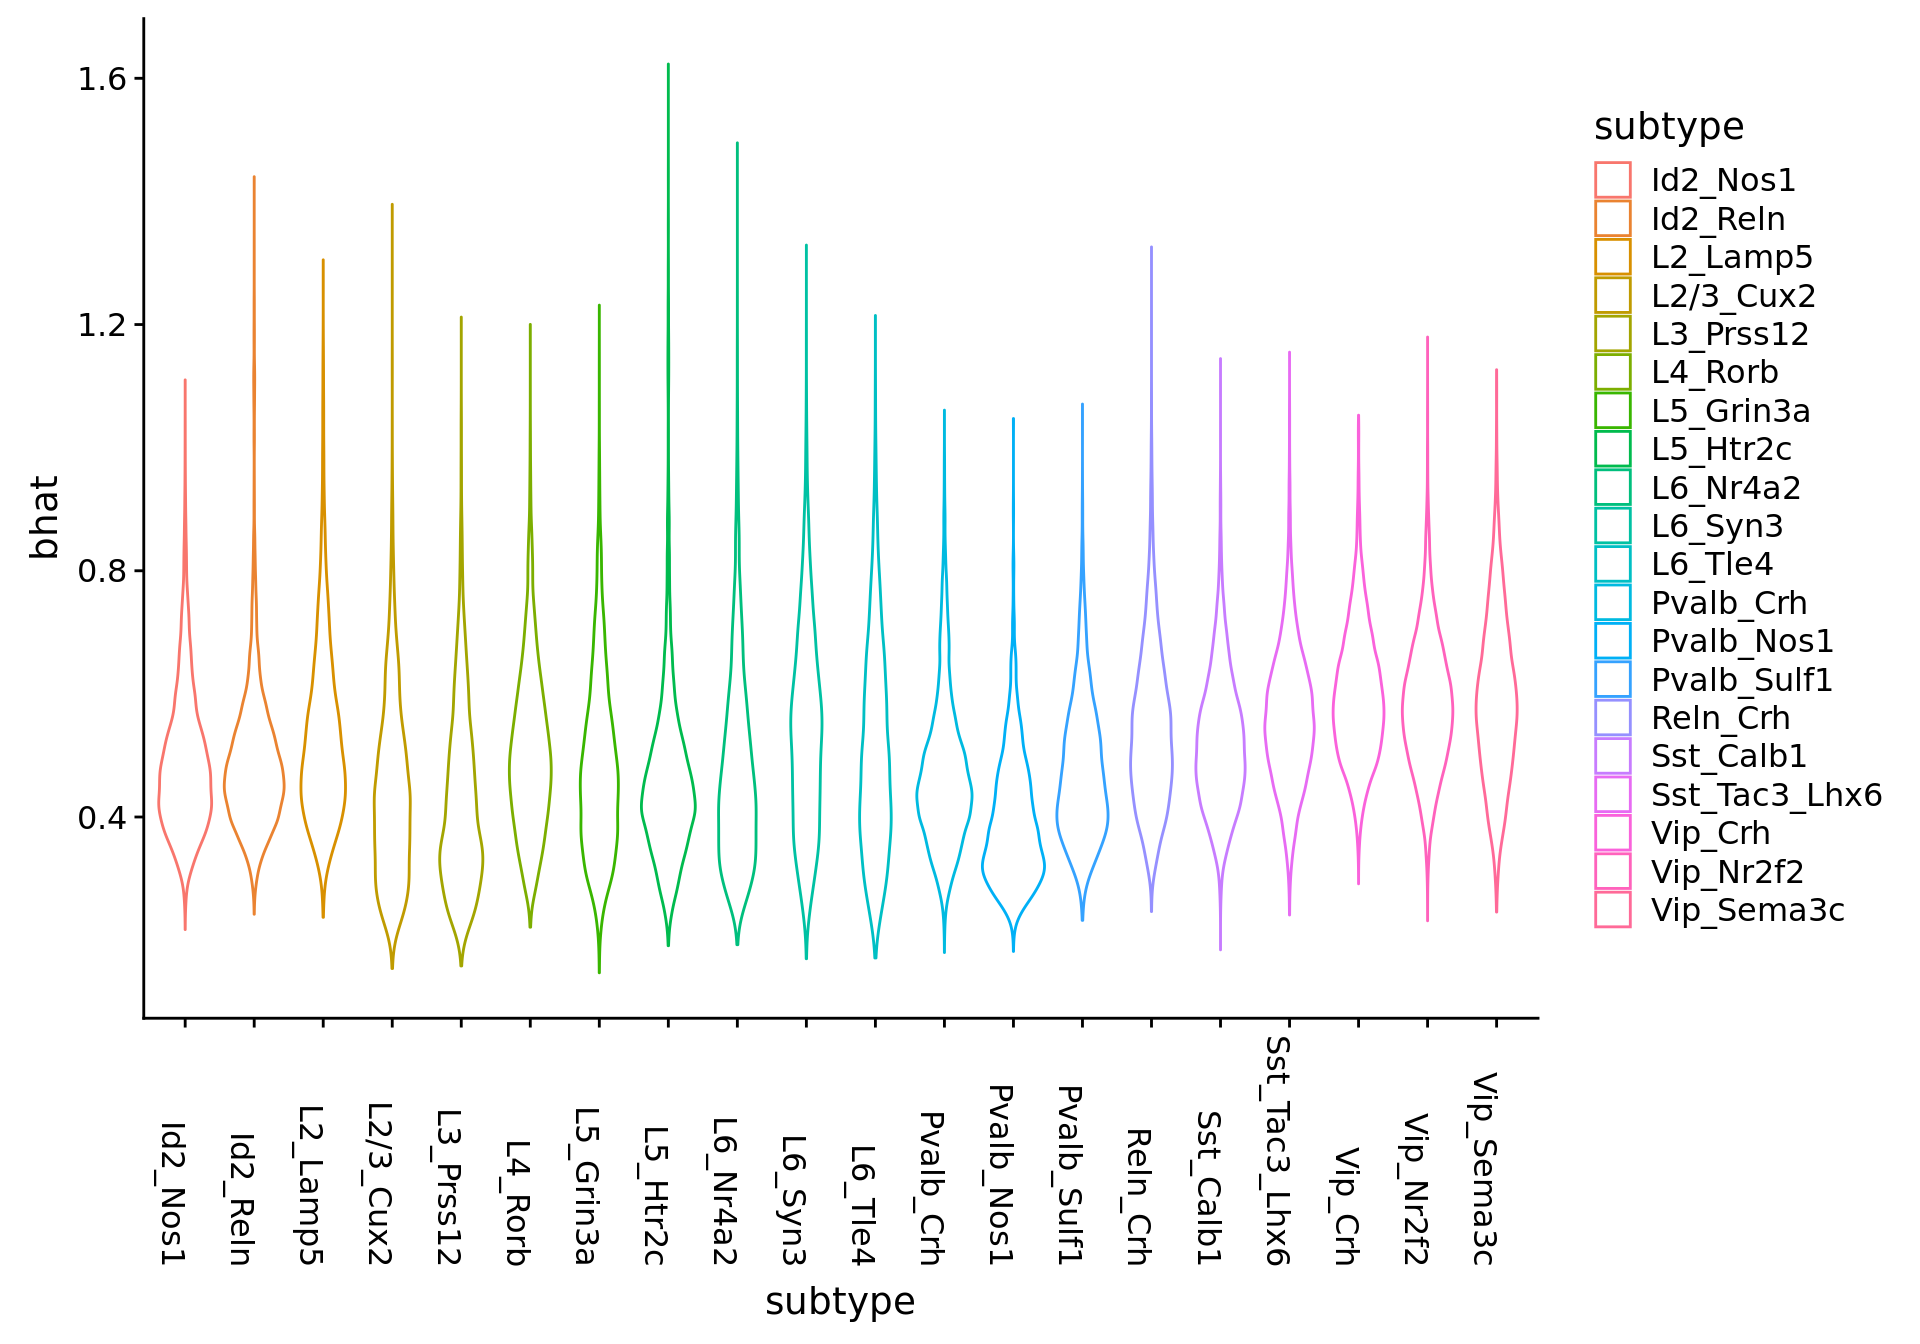 1.6
1.2
0.8
0.4
bhat
Id2_Nos1
Id2_Reln
L2_Lamp5
L2/3_Cux2
L3_Prss12
L4_Rorb
L5_Grin3a
L5_Htr2c
L6_Nr4a2
L6_Syn3
L6_Tle4
Pvalb_Crh
Pvalb_Nos1
Pvalb_Sulf1
Reln_Crh
Sst_Calb1
Sst_Tac3_Lhx6
Vip_Crh
Vip_Nr2f2
Vip_Sema3c
subtype
subtype
Id2_Nos1
Id2_Reln
L2_Lamp5
L2/3_Cux2
L3_Prss12
L4_Rorb
L5_Grin3a
L5_Htr2c
L6_Nr4a2
L6_Syn3
L6_Tle4
Pvalb_Crh
Pvalb_Nos1
Pvalb_Sulf1
Reln_Crh
Sst_Calb1
Sst_Tac3_Lhx6
Vip_Crh
Vip_Nr2f2
Vip_Sema3c